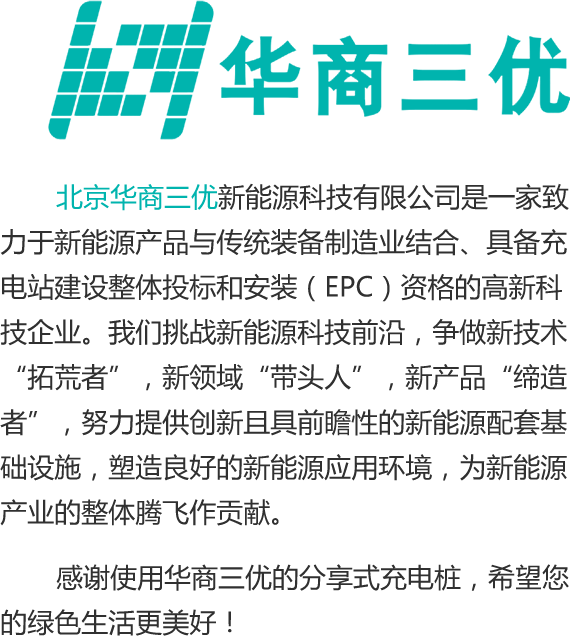 华商三优
北京华商三优新能源科技有限公司是一家致
力于新能源产品与传统装备制造业结合、具备充
电站建设整体投标和安装（EPC）资格的高新科
技企业。我们挑战新能源科技前沿，争做新技术
“拓荒者”，新领域“带头人”，新产品“缔造
者”，努力提供创新且具前瞻性的新能源配套基
础设施，塑造良好的新能源应用环境，为新能源
产业的整体腾飞作贡献。
感谢使用华商三优的分享式充电桩，希望您
的绿色生活更美好！